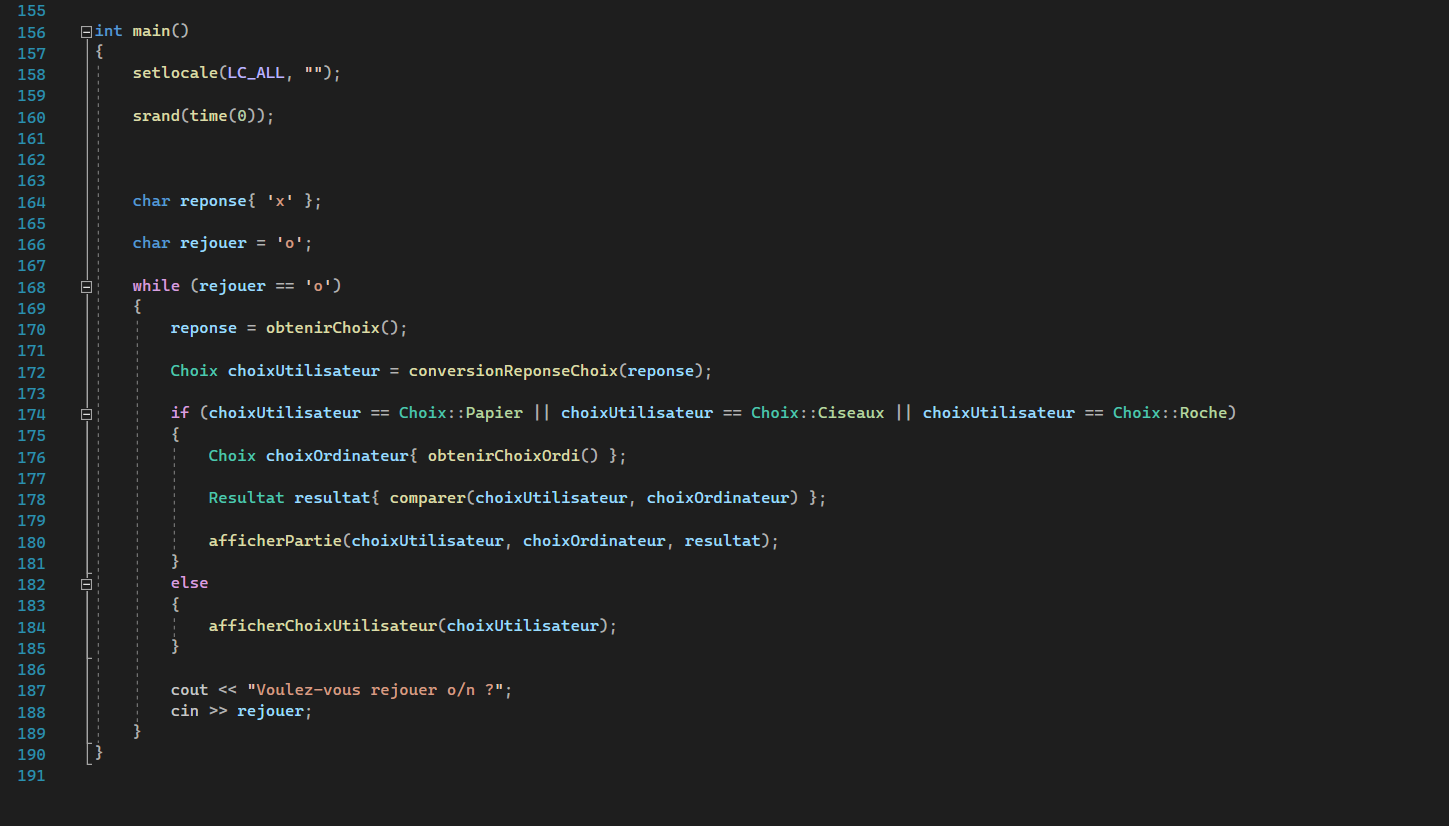 155
156 int main()
157 {
158 setlocale(LC_ALL, "");
159
160 srand(time(0));
161
162
163
164 char reponse{ 'x' };
165
166 char rejouer = 'o';
167
168 while (rejouer == 'o')
169 {
170 reponse = obtenirChoix();
171
172 Choix choixUtilisateur = conversionReponseChoix(reponse);
173
174 if (choixUtilisateur == Choix::Papier || choixUtilisateur == Choix::Ciseaux || choixUtilisateur == Choix::Roche)
175 {
176 Choix choixOrdinateur{ obtenirChoixOrdi() };
177
178 Resultat resultat{ comparer(choixUtilisateur, choixOrdinateur) };
179
180 afficherPartie(choixUtilisateur, choixOrdinateur, resultat);
181 }
182 else
183 {
184 afficherChoixUtilisateur(choixUtilisateur);
185 }
186
187 cout << "Voulez-vous rejouer o/n ?";
188 cin >> rejouer;
189 }
190 }
191